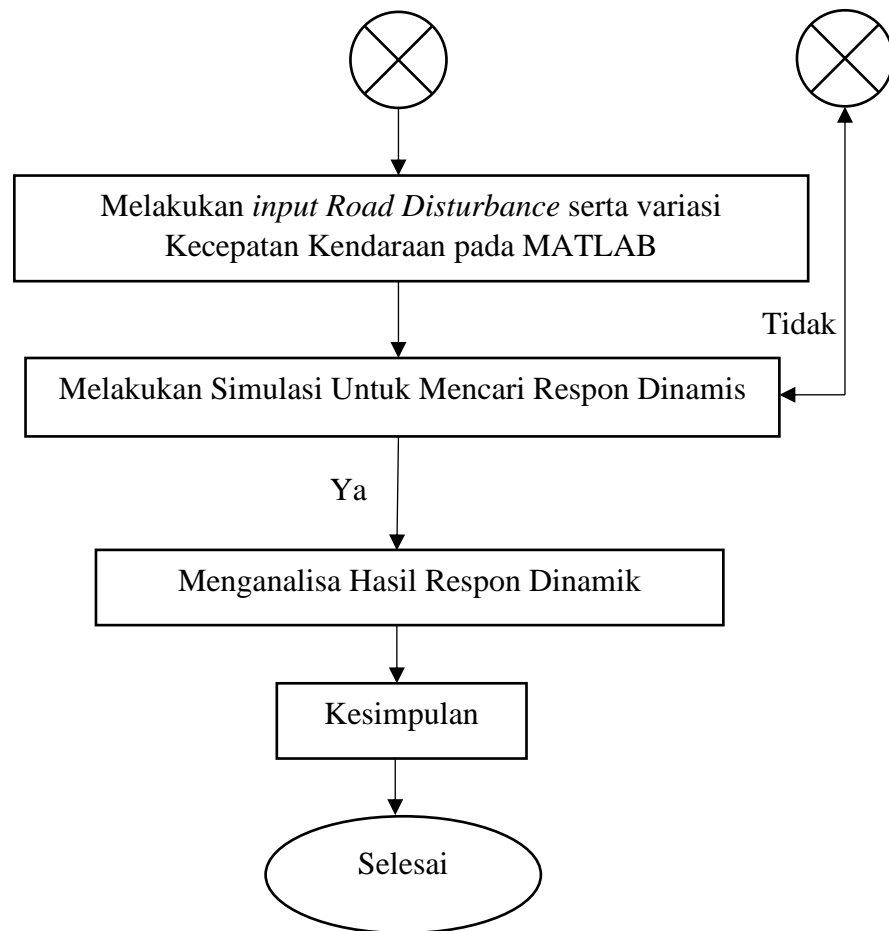 Melakukan input Road Disturbance serta variasi
Kecepatan Kendaraan pada MATLAB
Tidak
Melakukan Simulasi Untuk Mencari Respon Dinamis
Ya
Menganalisa Hasil Respon Dinamik
Kesimpulan
Selesai